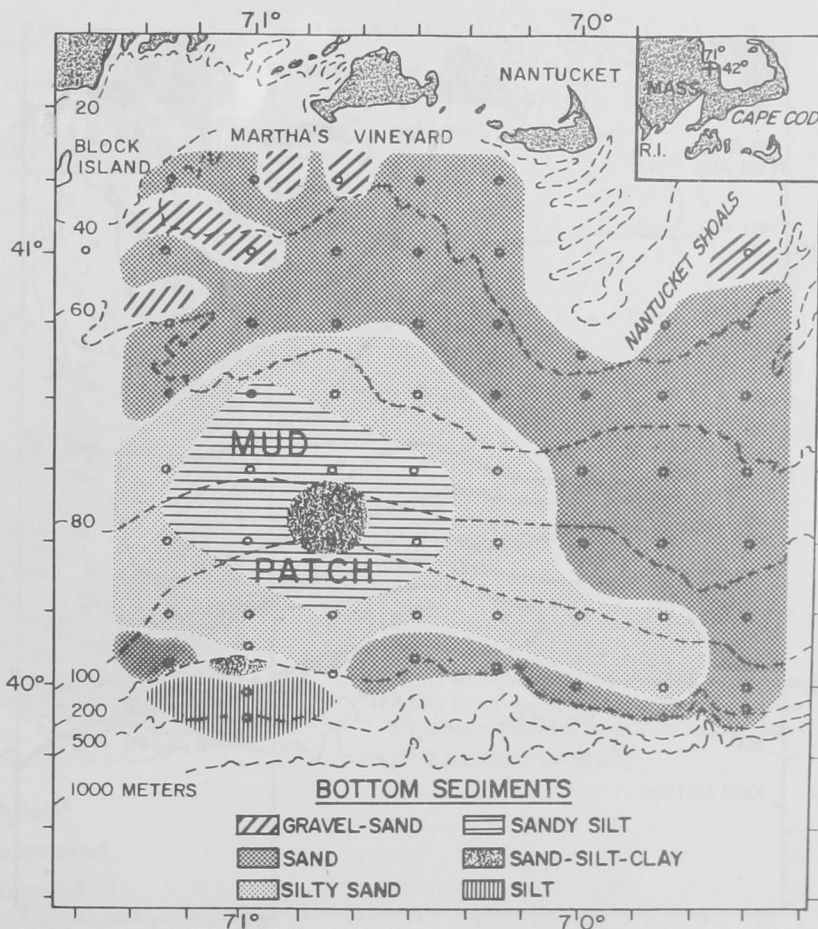 71°
70°
NANTUCKET
71°
42°
MASS
CAPE COD
R.I.
20
MARTHA'S VINEYARD
BLOCK
ISLAND
40
41°
NANTUCKET SHOALS
60
MUD
80
PATCH
100
40°
200
500
1000 METERS
BOTTOM SEDIMENTS
GRAVEL-SAND
SANDY SILT
SAND
SAND-SILT-CLAY
SILTY SAND
SILT
71°
70°